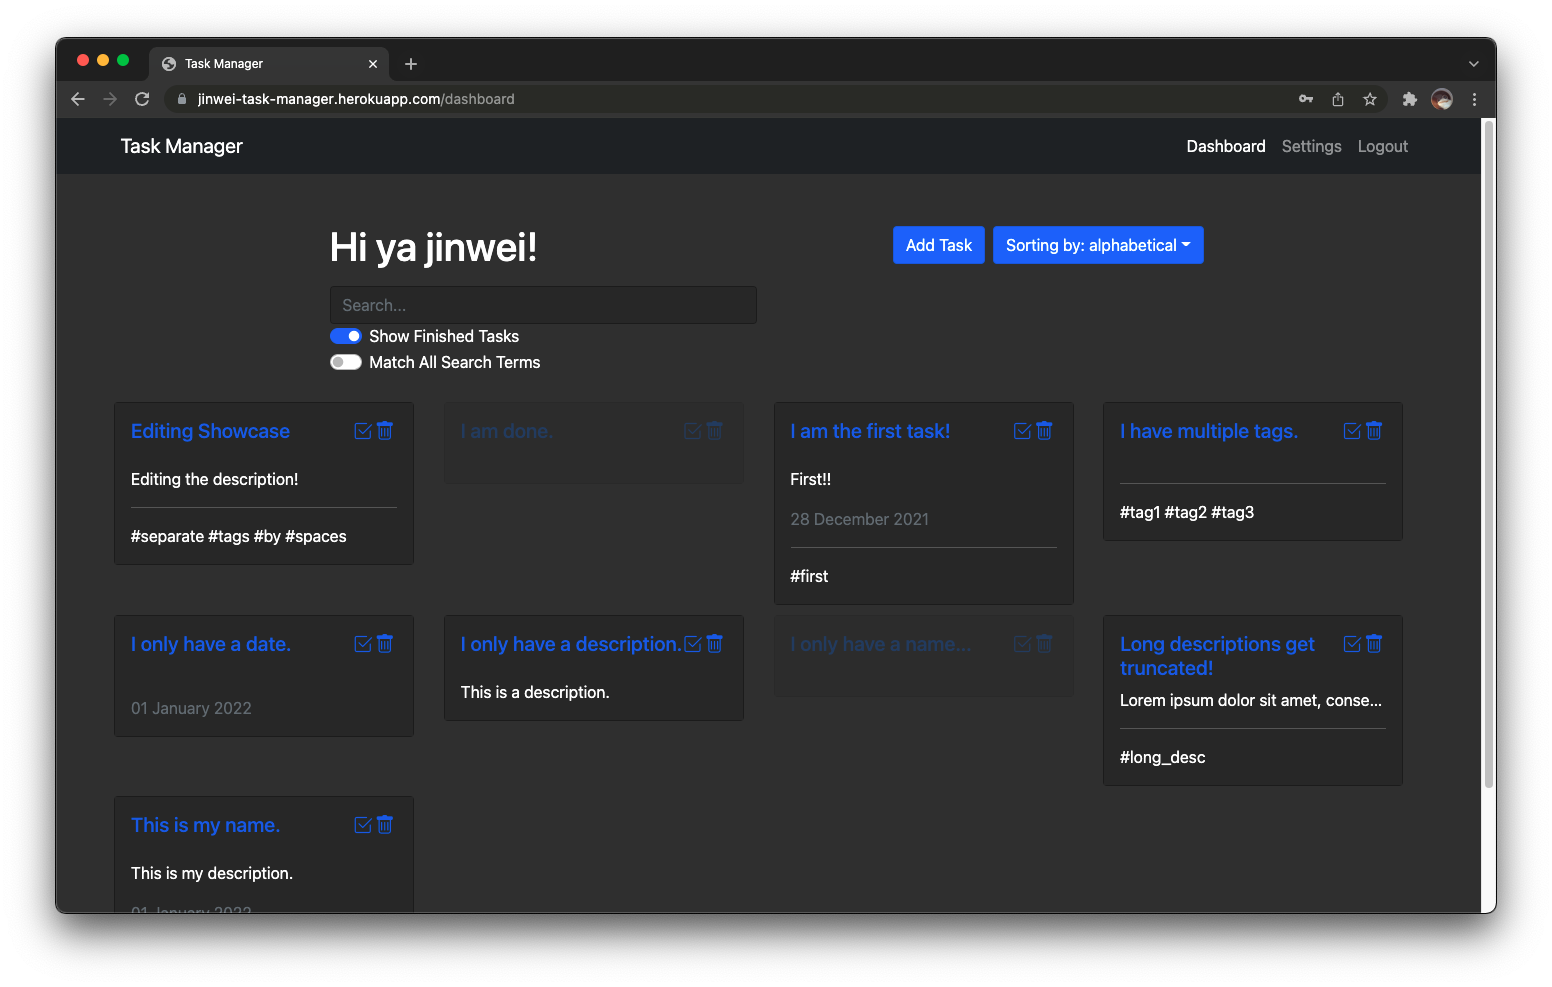 Task Manager
jinwei-task-manager.herokuapp.com/dashboard
Task Manager
Dashboard Settings Logout
Hi ya jinwei!
Add Task
Sorting by: alphabetical
Search...
Show Finished Tasks
Match All Search Terms
Editing Showcase
Editing the description!
#separate #tags #by #spaces
I am done.
I am the first task!
First!!
28 December 2021
#first
I have multiple tags.
#tag1 #tag2 #tag3
I only have a date.
01 January 2022
I only have a description.
This is a description.
I only have a name...
Long descriptions get
truncated!
Lorem ipsum dolor sit amet, conse...
#long_desc
This is my name.
This is my description.
01 January 2022